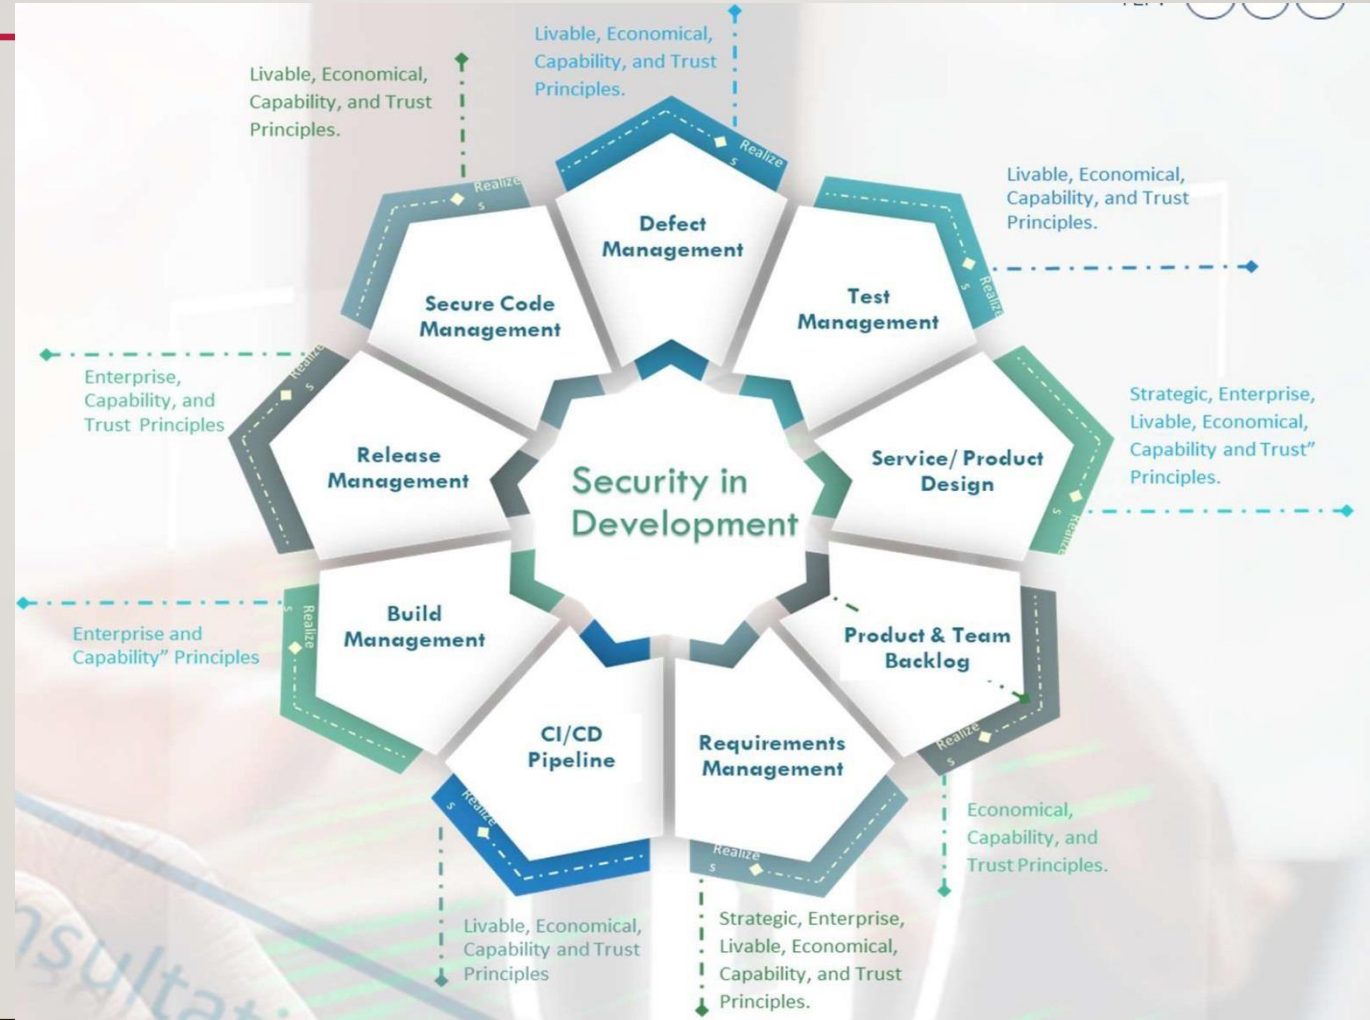 Livable, Economical,
Capability, and Trust
Principles.
Livable, Economical,
Capability, and Trust
Principles.
Livable, Economical,
Capability, and Trust
Principles.
Realize
s
Realize
s
Realize
s
Defect
Management
Secure Code
Management
Test
Management
Enterprise,
Capability, and
Trust Principles
Realize
s
Release
Management
Security in
Development
Service/ Product
Design
Strategic, Enterprise,
Livable, Economical,
Capability and Trust”
Principles.
Realize
s
Enterprise and
Capability” Principles
Realize
s
Build
Management
Product & Team
Backlog
Realize
s
CI/CD
Pipeline
Requirements
Management
Realize
s
Realize
s
Economical,
Capability, and
Trust Principles.
Livable, Economical,
Capability and Trust
Principles
Strategic, Enterprise,
Livable, Economical,
Capability, and Trust
Principles.